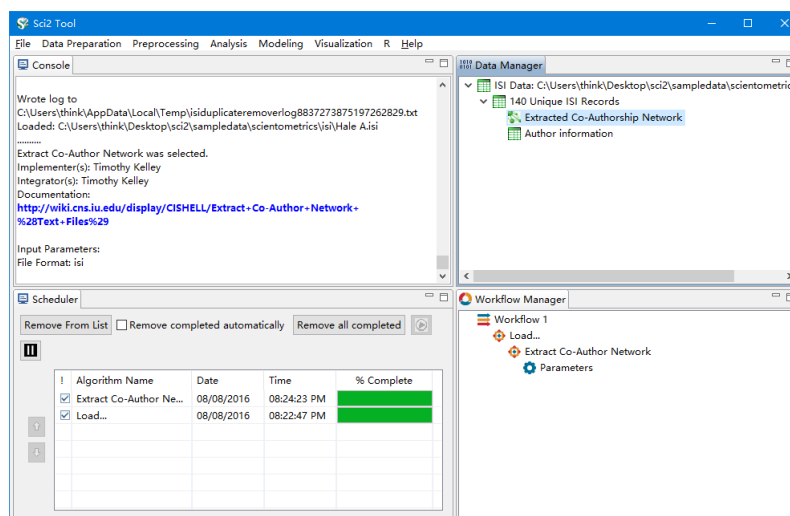 Sci2 Tool
File Data Preparation Preprocessing Analysis Modeling Visualization R Help
Console
Wrote log to
C:\Users\think\AppData\Local\Temp\isiduplicateremoverlog8837273875197262829.txt
Loaded: C:\Users\think\Desktop\sci2\sampledata\scientometrics\isi\Hale A.isi
..........
Extract Co-Author Network was selected.
Implementer(s): Timothy Kelley
Integrator(s): Timothy Kelley
Documentation:
http://wiki.cns.iu.edu/display/CISHELL/Extract+Co-Author+Network+
%28Text+Files%29
Input Parameters:
File Format: isi
Data Manager
ISI Data: C:\Users\think\Desktop\sci2\sampledata\scientometric
140 Unique ISI Records
Extracted Co-Authorship Network
Author information
Scheduler
Remove From List Remove completed automatically Remove all completed
! Algorithm Name Date Time % Complete
Extract Co-Author Ne... 08/08/2016 08:24:23 PM
Load... 08/08/2016 08:22:47 PM
Workflow Manager
Workflow 1
Load...
Extract Co-Author Network
Parameters